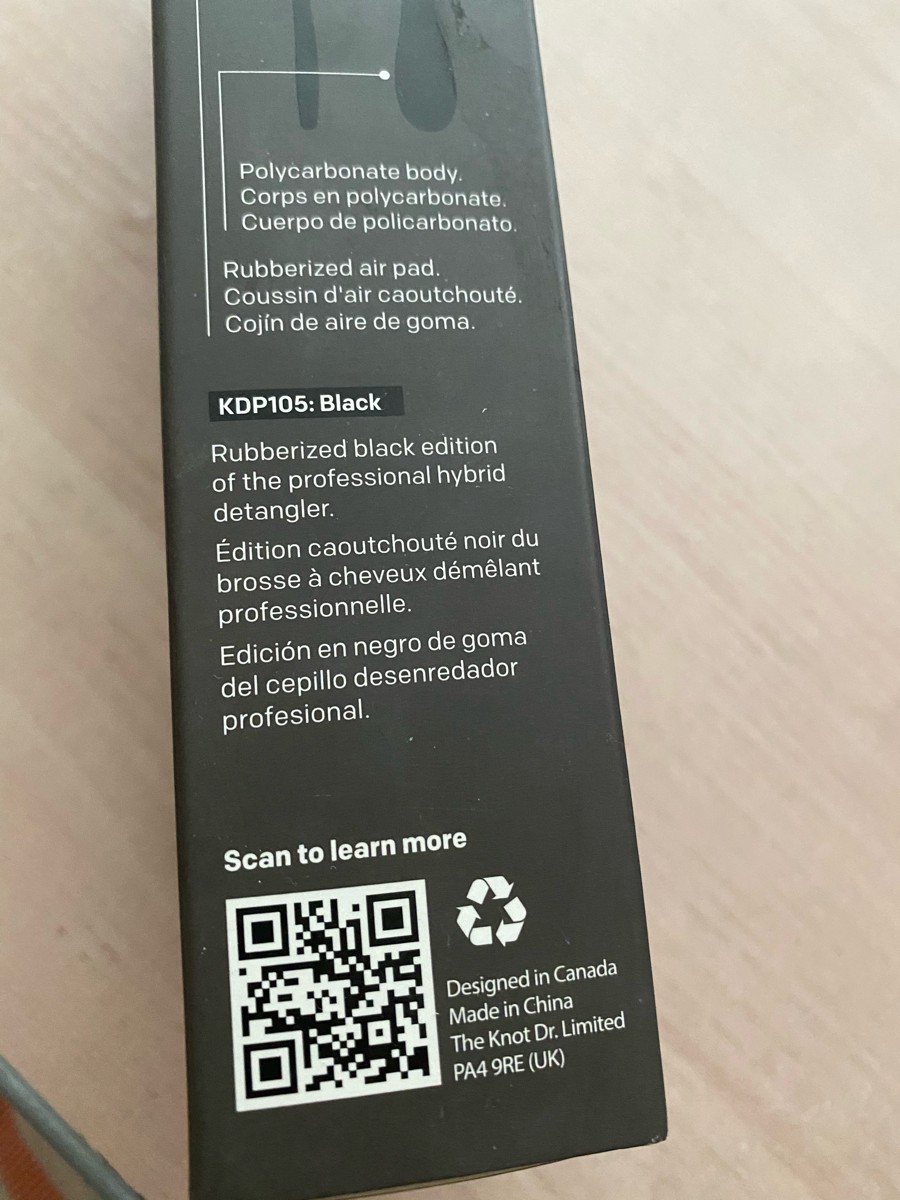 Polycarbonate body.
Corps en polycarbonate.
Cuerpo de policarbonato.
Rubberized air pad.
Coussin d'air caoutchouté.
Cojín de aire de goma.
KDP105: Black
Rubberized black edition
of the professional hybrid
detangler.
Édition caoutchouté noir du
brosse à cheveux démêlant
professionnelle.
Edición en negro de goma
del cepillo desenredador
profesional.
Scan to learn more
Designed in Canada
Made in China
The Knot Dr. Limited
PA4 9RE (UK)